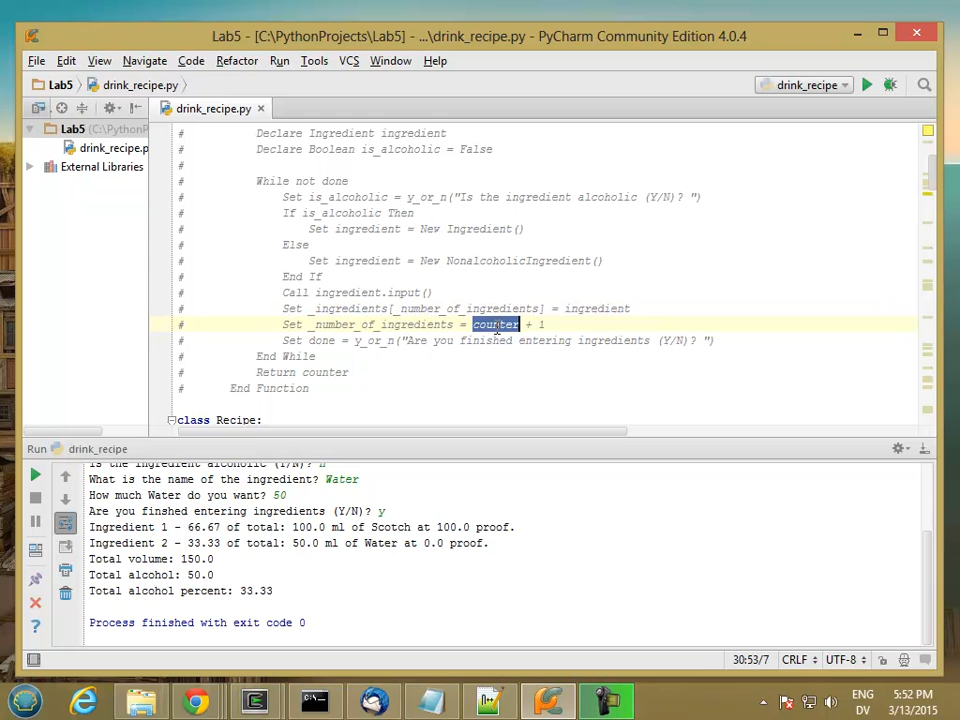 Lab5 - [C:\PythonProjects\Lab5] - ...\drink_recipe.py - PyCharm Community Edition 4.0.4
File Edit View Navigate Code Refactor Run Tools VCS Window Help
Lab5 drink_recipe.py drink_recipe
drink_recipe.py
Lab5 (C:\PythonP
drink_recipe.p
External Libraries
# Declare Ingredient ingredient
# Declare Boolean is_alcoholic = False
#
# While not done
# Set is_alcoholic = y_or_n("Is the ingredient alcoholic (Y/N)? ")
# If is_alcoholic Then
# Set ingredient = New Ingredient()
# Else
# Set ingredient = New NonalcoholicIngredient()
# End If
# Call ingredient.input()
# Set _ingredients[_number_of_ingredients] = ingredient
# Set _number_of_ingredients = counter + 1
# Set done = y_or_n("Are you finished entering ingredients (Y/N)? ")
# End While
# Return counter
# End Function
class Recipe:
Run drink_recipe
Is the ingredient alcoholic (Y/N)? n
What is the name of the ingredient? Water
How much Water do you want? 50
Are you finshed entering ingredients (Y/N)? y
Ingredient 1 - 66.67 of total: 100.0 ml of Scotch at 100.0 proof.
Ingredient 2 - 33.33 of total: 50.0 ml of Water at 0.0 proof.
Total volume: 150.0
Total alcohol: 50.0
Total alcohol percent: 33.33
Process finished with exit code 0
30:53/7 CRLF UTF-8
ENG 5:52 PM
DV 3/13/2015